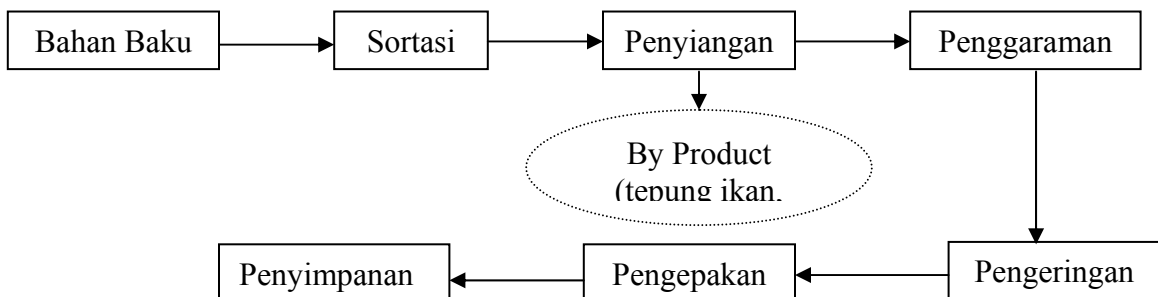 Bahan Baku
Sortasi
Penyiangan
Penggaraman
By Product
(tepung ikan,
Pengeringan
Pengepakan
Penyimpanan